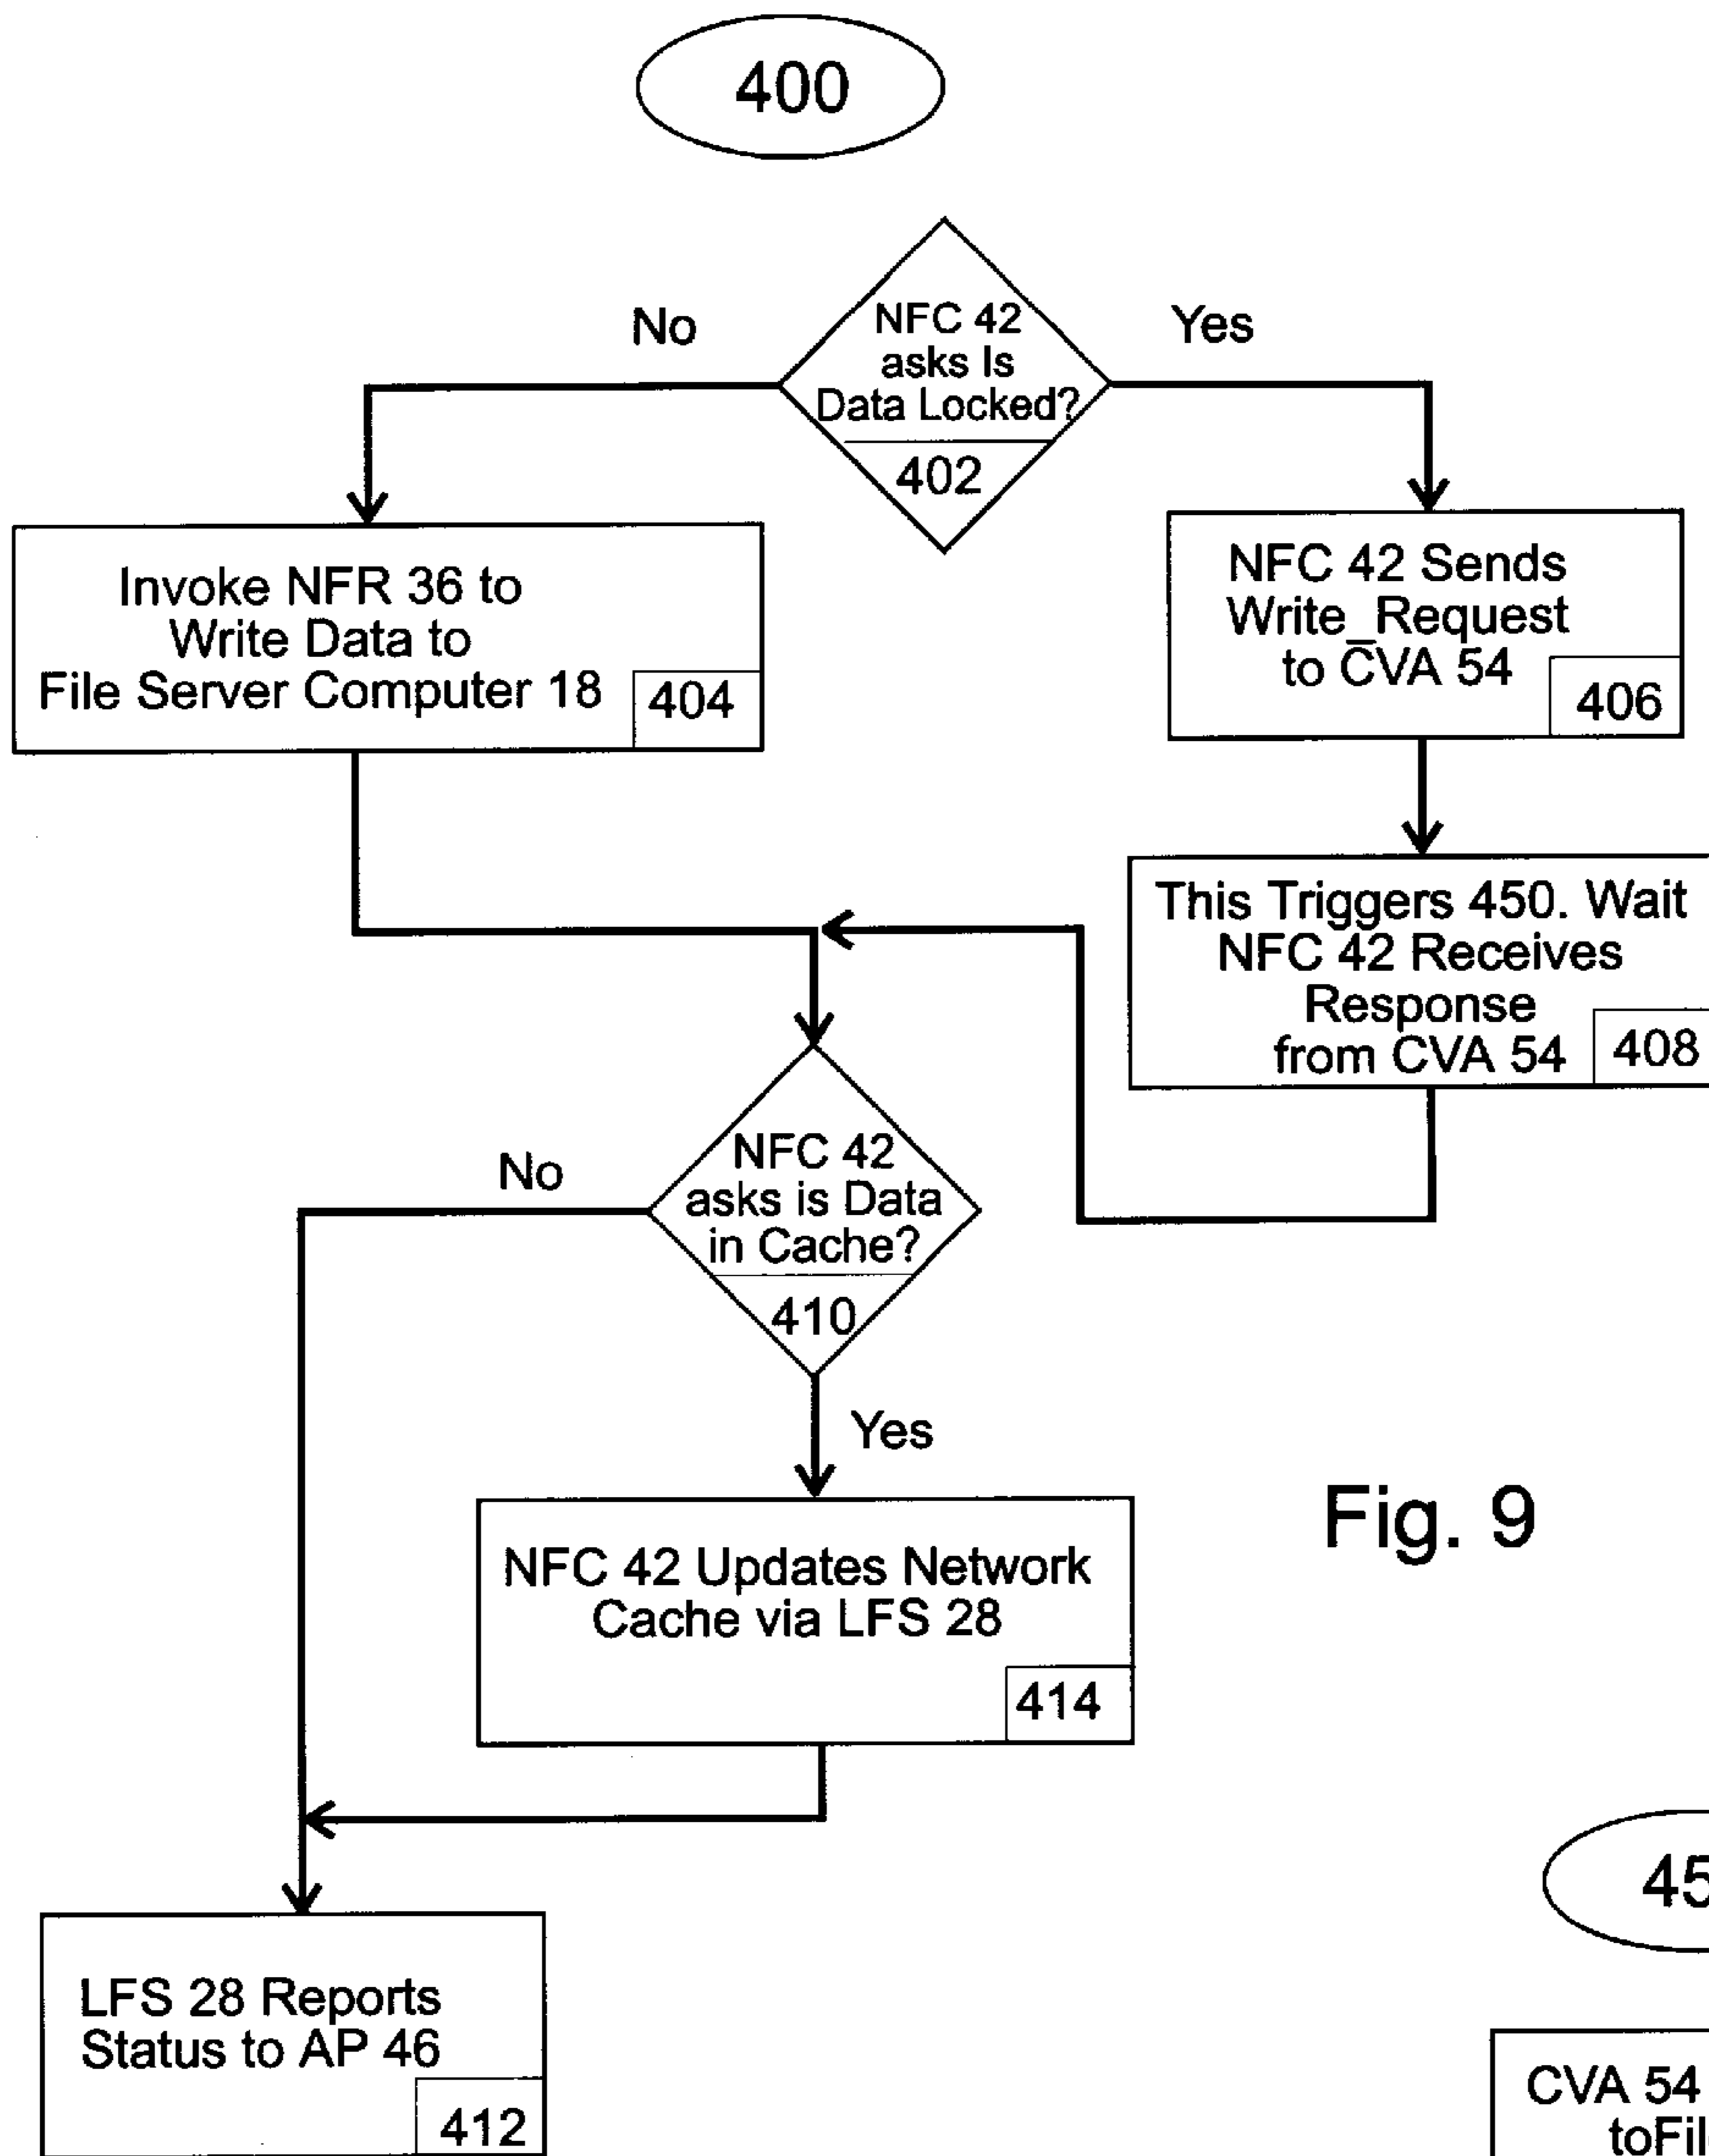 400
No
NFC 42
asks Is
Data Locked?
402
Yes
Invoke NFR 36 to
Write Data to
File Server Computer 18
404
NFC 42 Sends
Write_Request
to CVA 54
406
This Triggers 450. Wait
NFC 42 Receives
Response
from CVA 54
408
No
NFC 42
asks is Data
in Cache?
410
Yes
NFC 42 Updates Network
Cache via LFS 28
414
Fig. 9
LFS 28 Reports
Status to AP 46
412
CVA 54